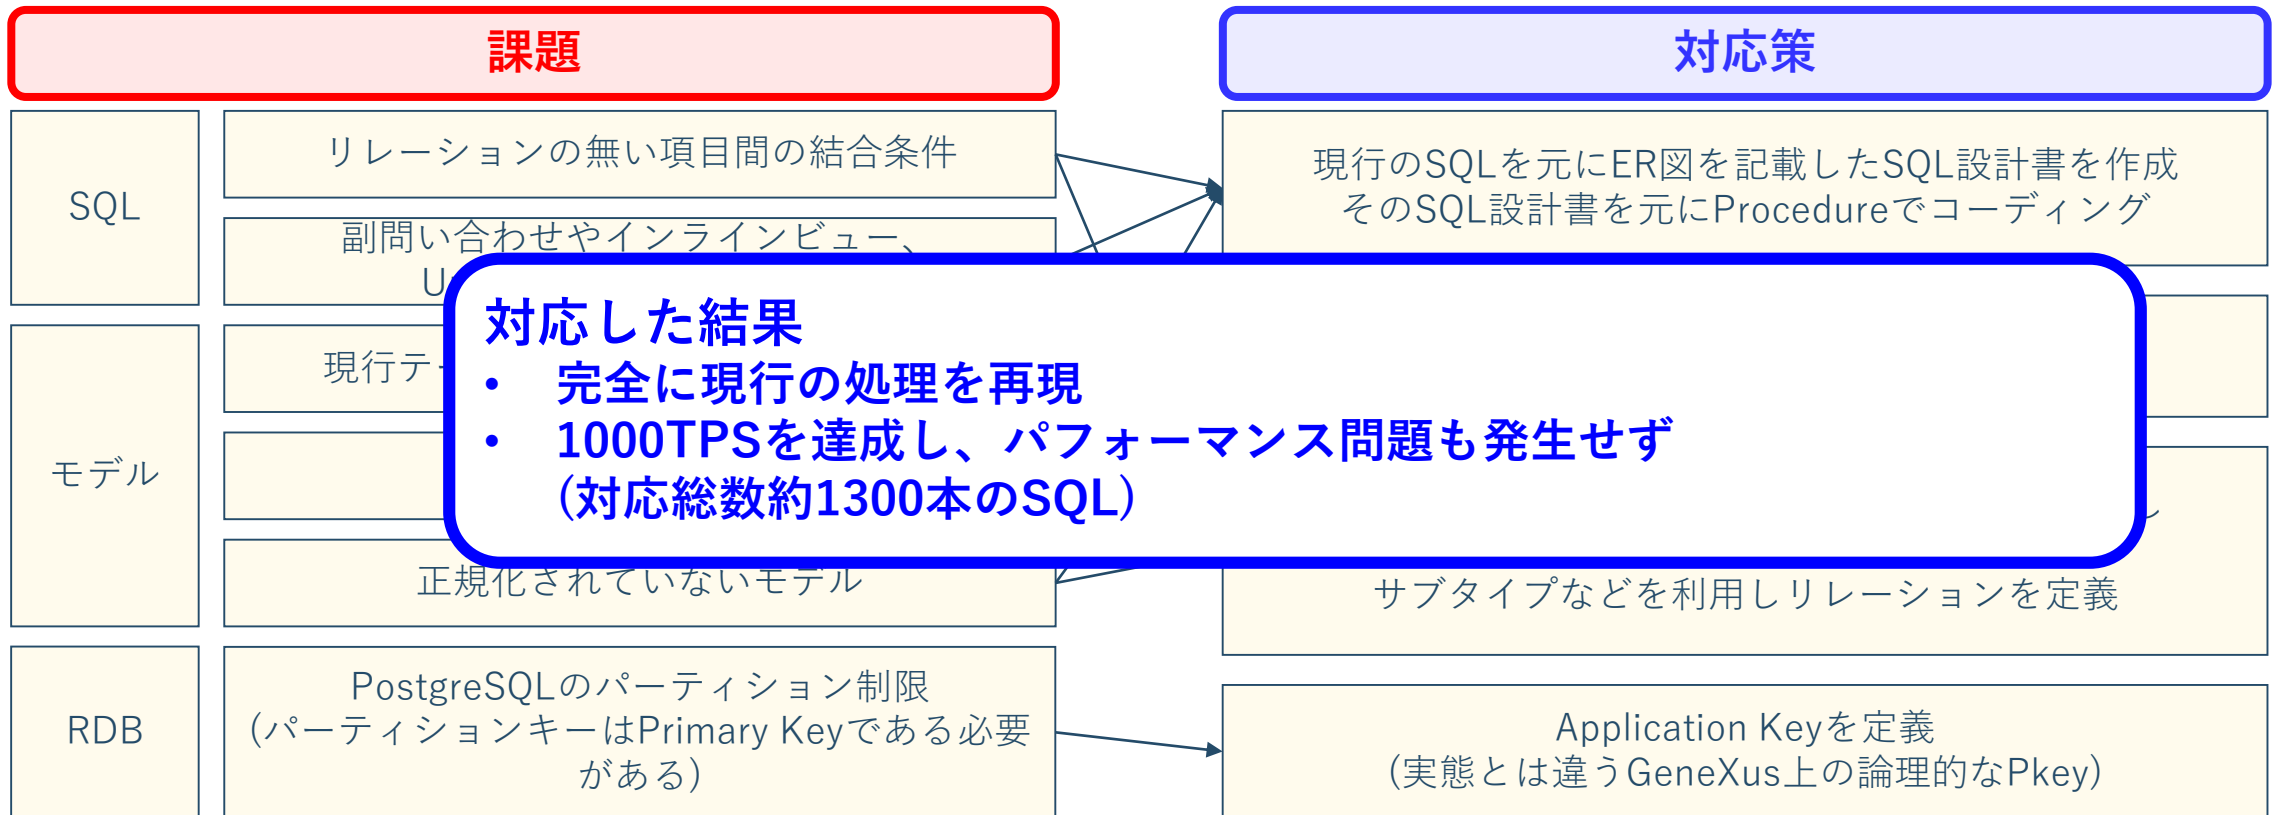 課題
対応策
SQL
リレーションの無い項目間の結合条件
副問い合わせやインラインビュー、
現行のSQLを元にER図を記載したSQL設計書を作成
そのSQL設計書を元にProcedureでコーディング
対応した結果
• 完全に現行の処理を再現
• 1000TPSを達成し、パフォーマンス問題も発生せず
(対応総数約1300本のSQL)
モデル
現行テ
正規化されていないモデル
サブタイプなどを利用しリレーションを定義
RDB
PostgreSQLのパーティション制限
(パーティションキーはPrimary Keyである必要
がある)
Application Keyを定義
(実態とは違うGeneXus上の論理的なPkey)